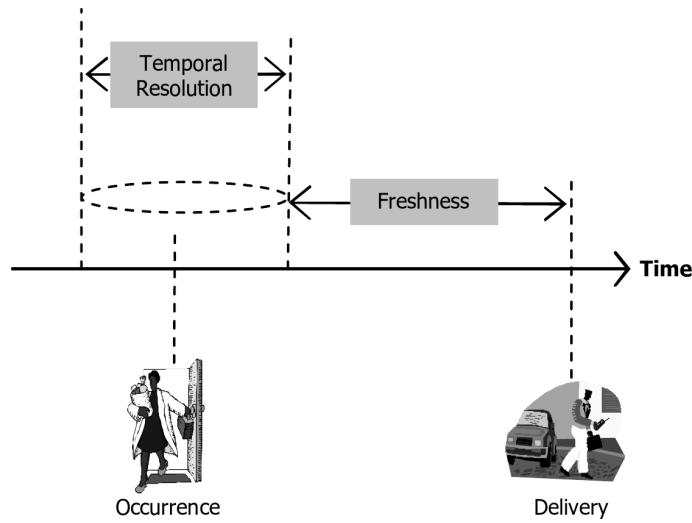 Temporal
Resolution
Freshness
Time
Occurrence
Delivery